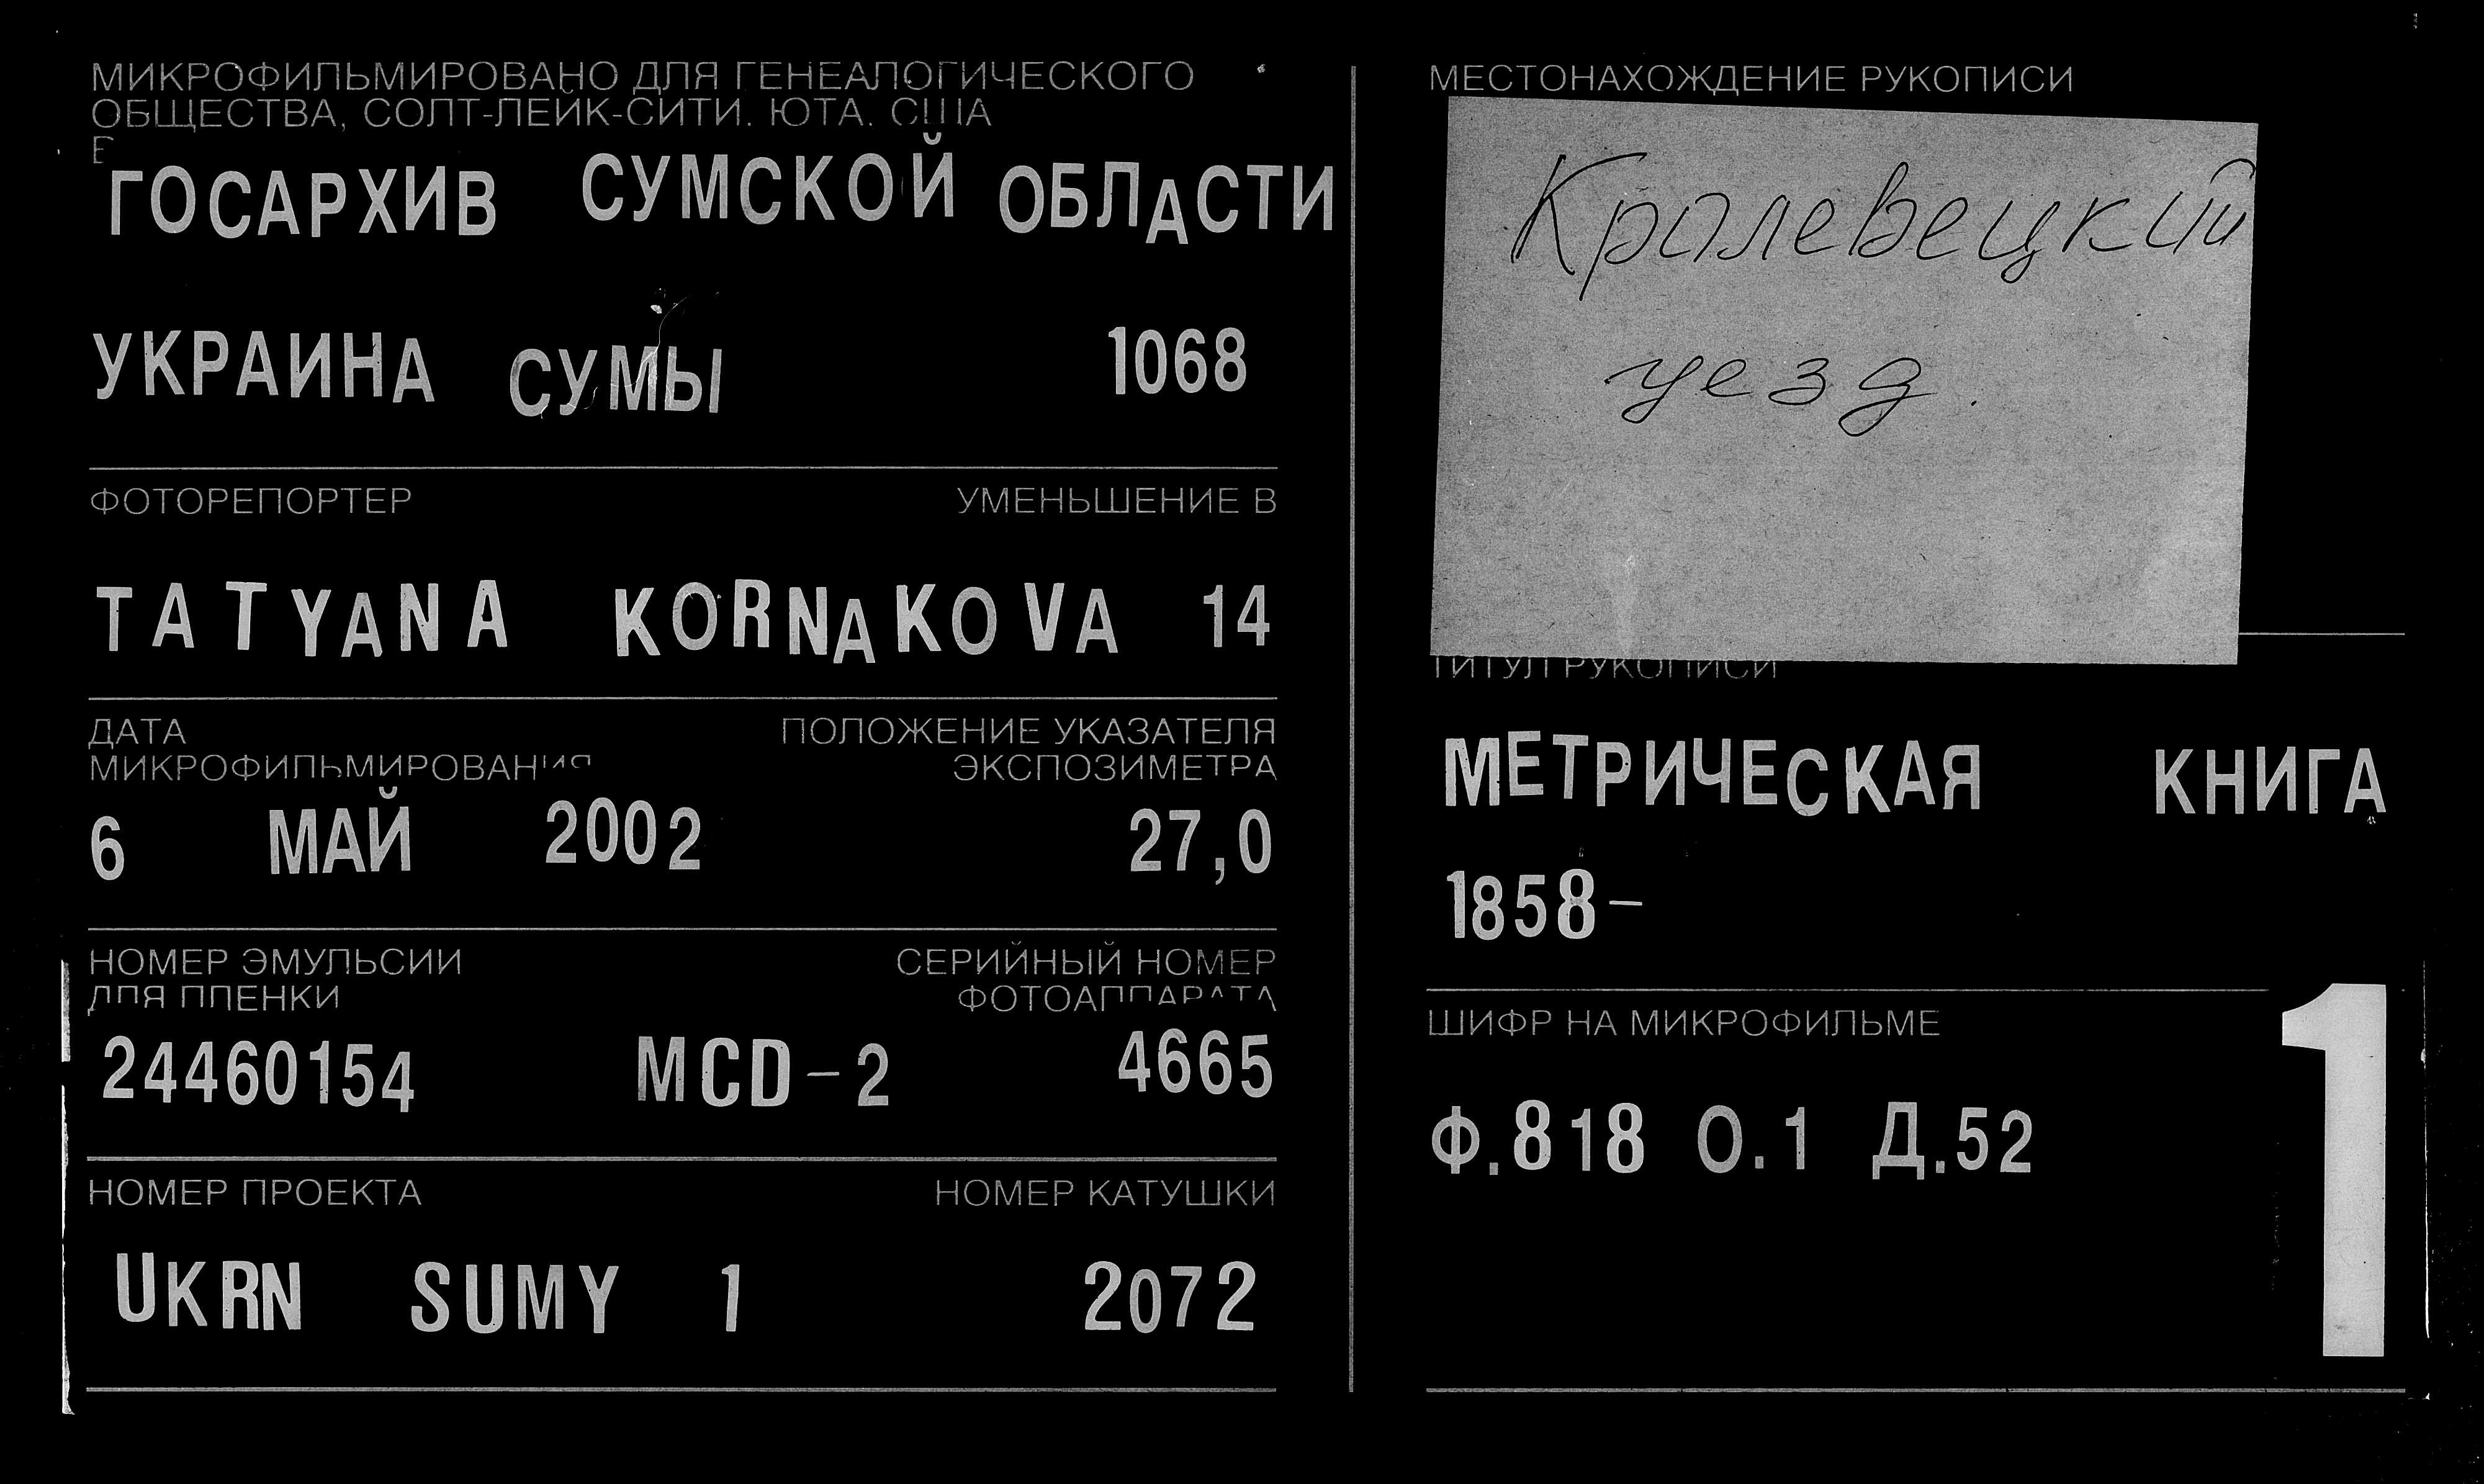 МИКРОФИЛЬМИРОВАНО ДЛЯ ГЕНЕАЛОГИЧЕСКОГО
ОБЩЕСТВА, СОЛТ-ЛЕЙК-СИТИ. ЮТА. США
В
ГОСАРХИВ СУМСКОЙ ОБЛАСТИ
УКРАИНА СУМЫ 1068
ФОТОРЕПОРТЕР УМЕНЬШЕНИЕ В
TATYANA KORNAKOVA 14
ДАТА ПОЛОЖЕНИЕ УКАЗАТЕЛЯ
МИКРОФИЛЬМИРОВАНИЯ ЭКСПОЗИМЕТРА
6 МАЙ 2002 27,0
НОМЕР ЭМУЛЬСИИ СЕРИЙНЫЙ НОМЕР
ДЛЯ ПЛЕНКИ ФОТОАППАРАТА
24460154 MCD-2 4665
НОМЕР ПРОЕКТА НОМЕР КАТУШКИ
UKRN SUMY 1 2072
МЕСТОНАХОЖДЕНИЕ РУКОПИСИ
Кролевецкий
уезд.
ТИТУЛ РУКОПИСИ
МЕТРИЧЕСКАЯ КНИГА
1858-
ШИФР НА МИКРОФИЛЬМЕ
Ф.818 О.1 Д.52
1